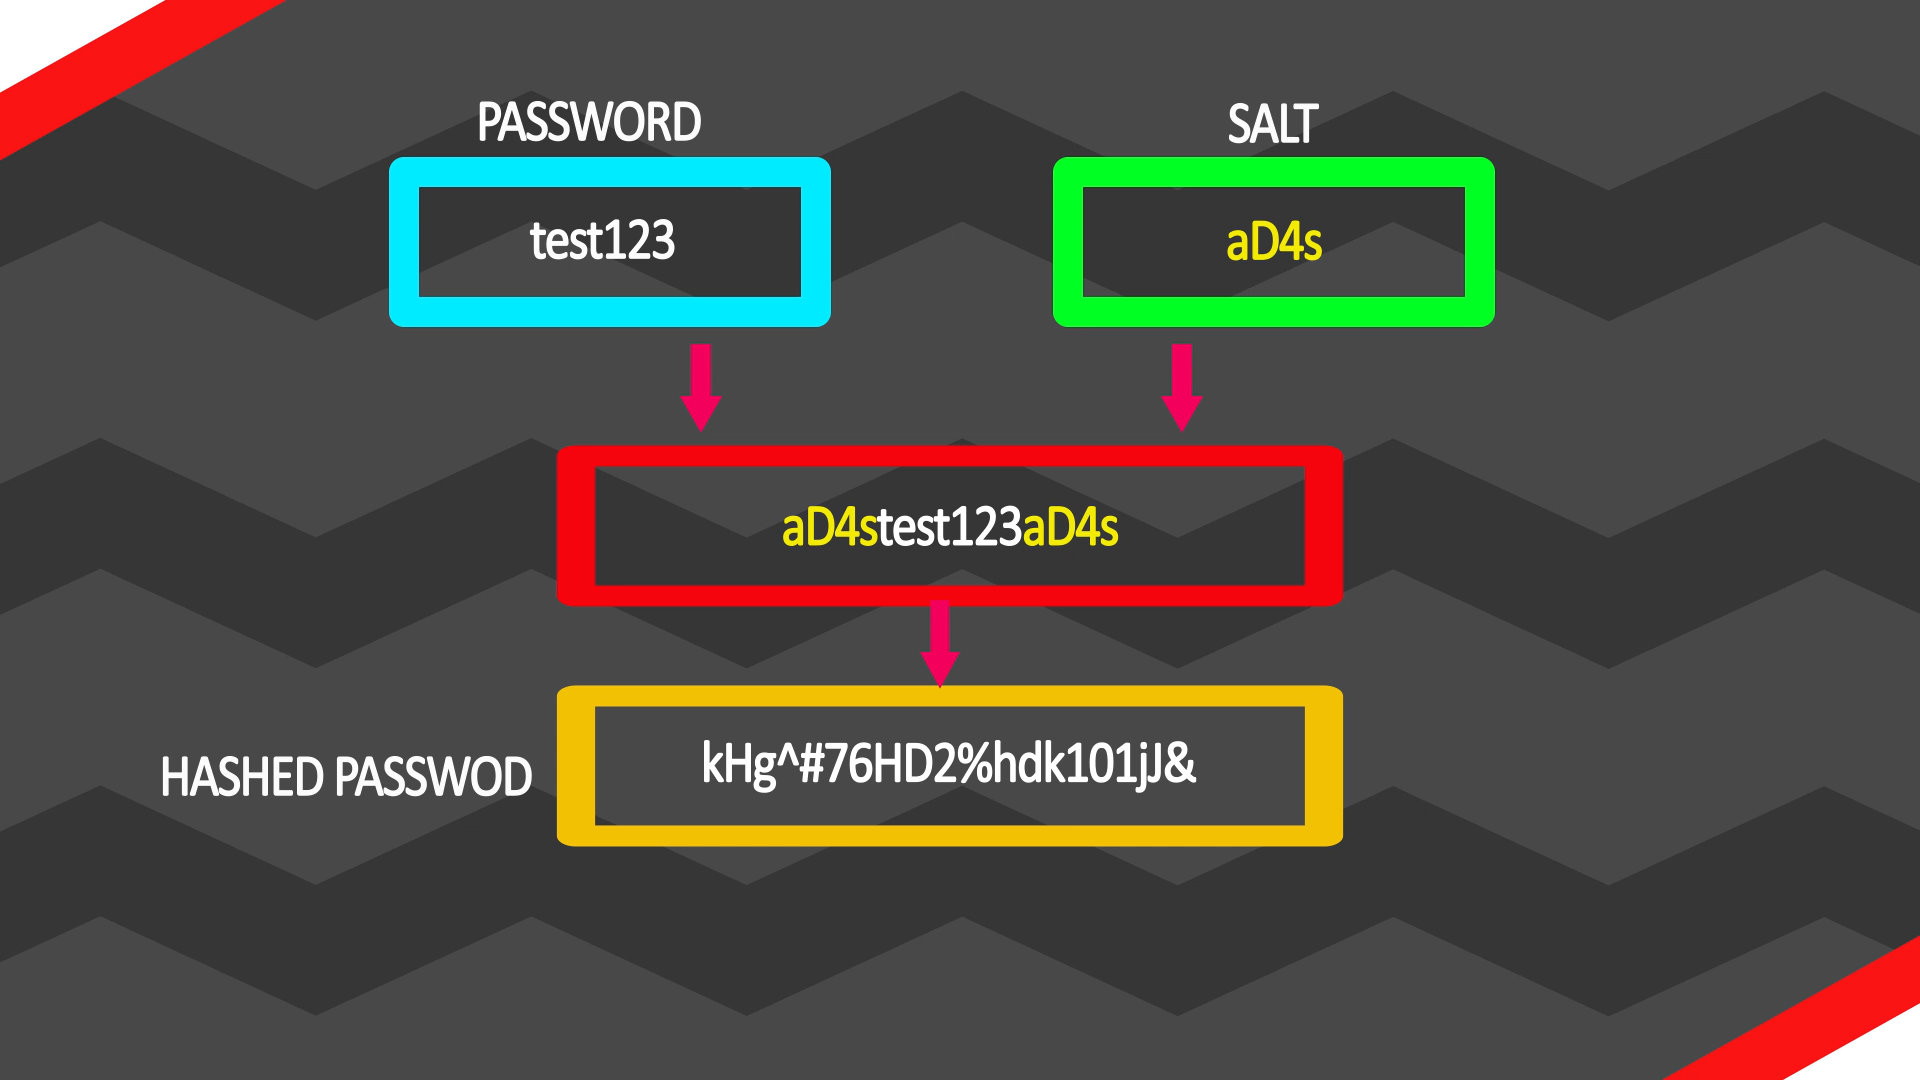 PASSWORD
SALT
test123
aD4s
aD4stest123aD4s
kHg^#76HD2%hdk101jJ&
HASHED PASSWOD